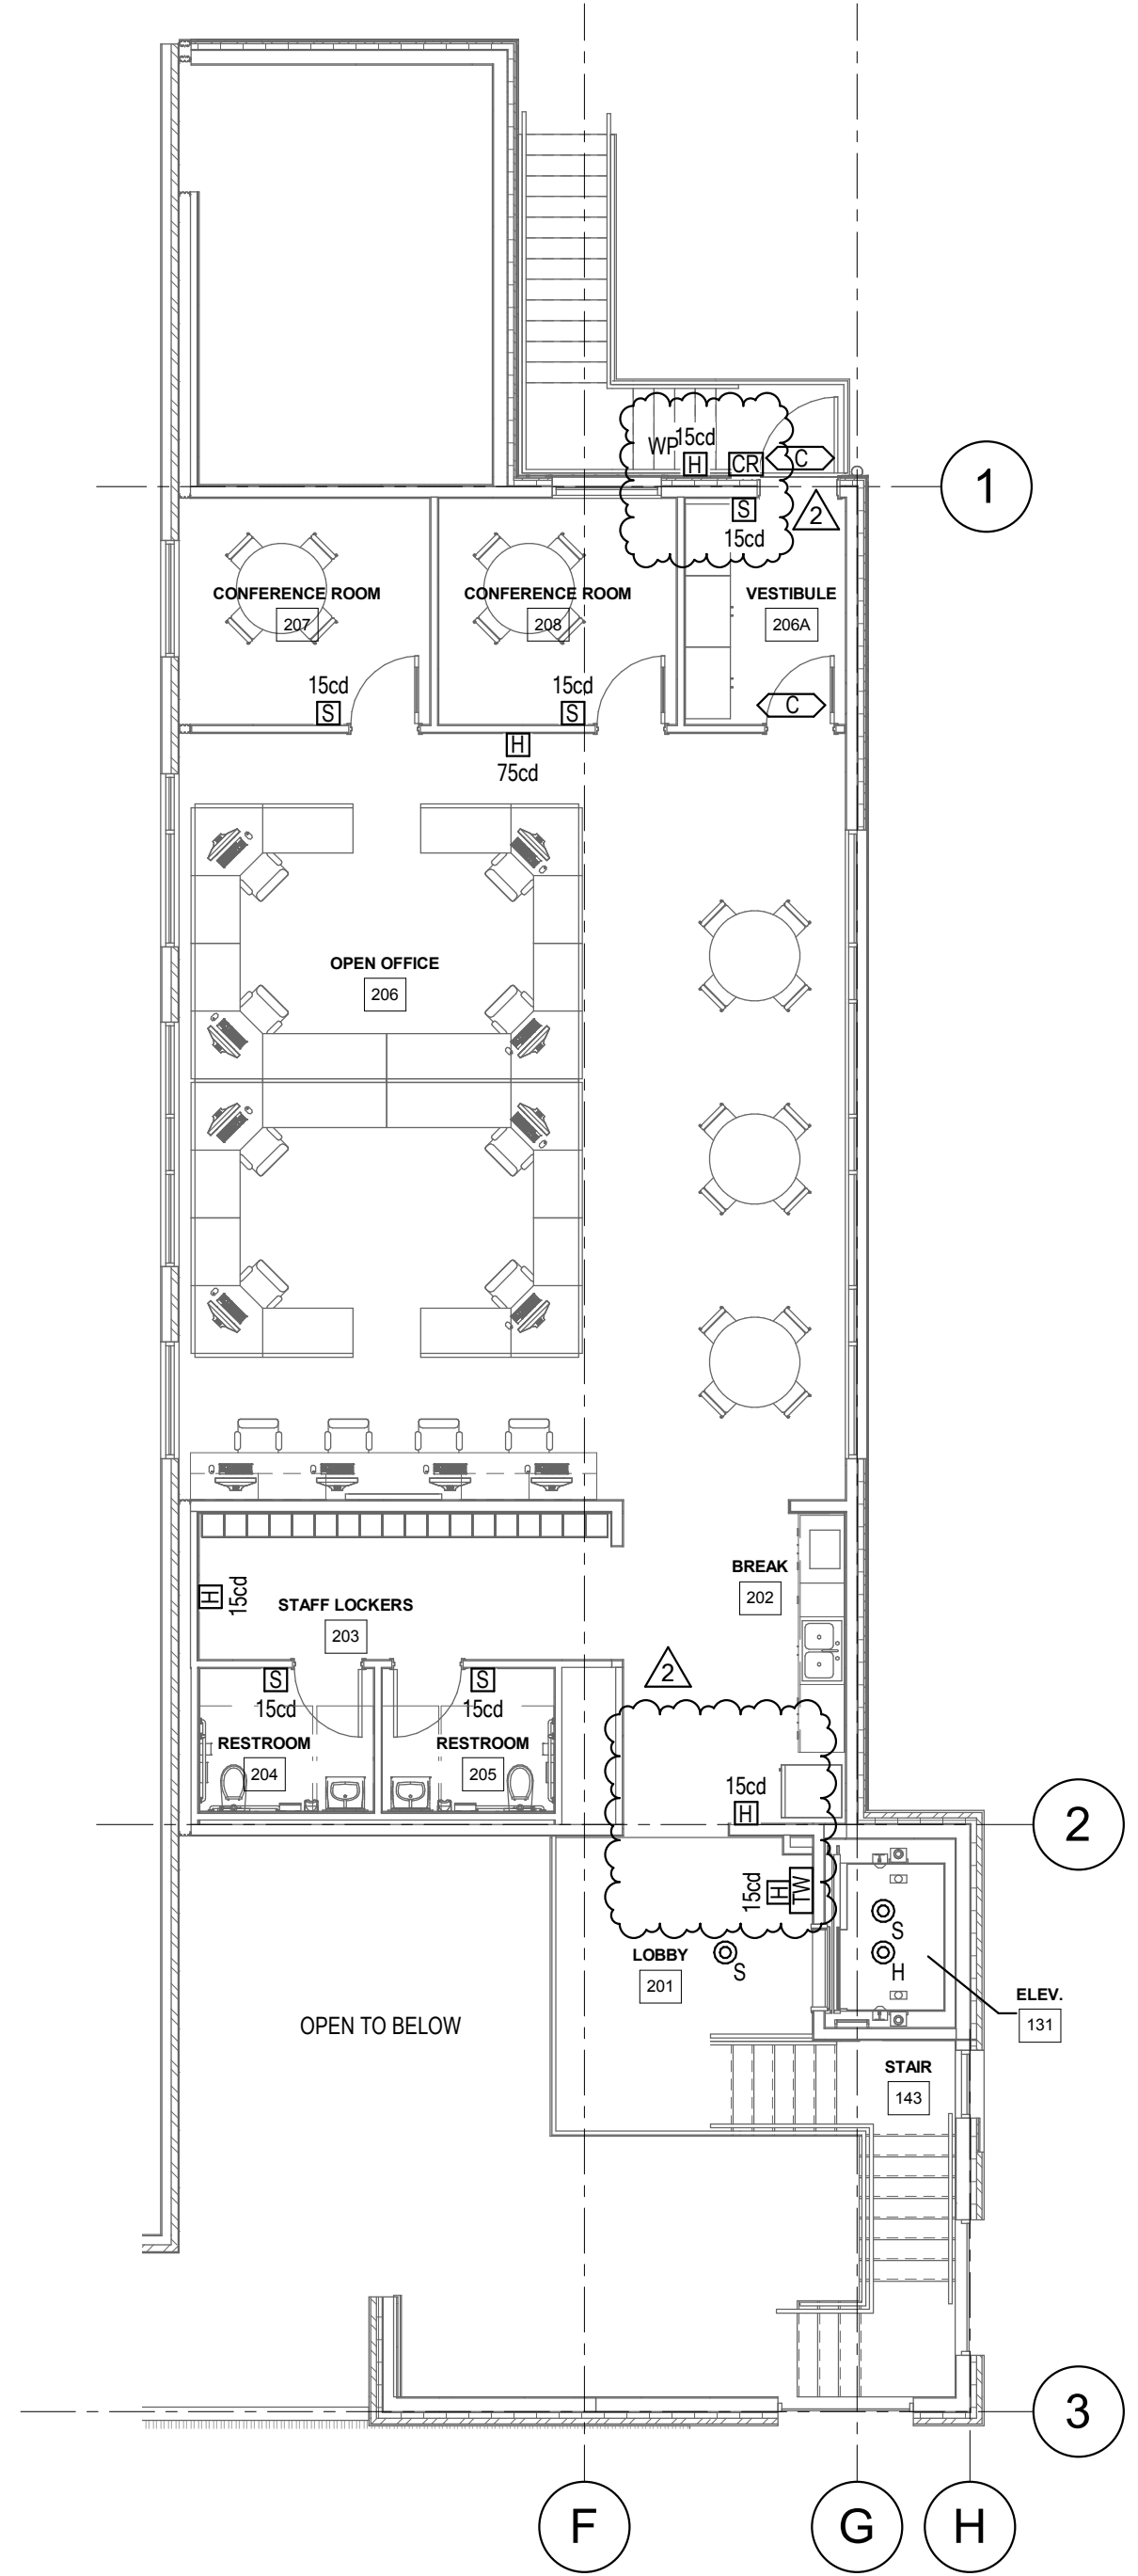 WP 15cd
H
CR
C
1
S
2
15cd
CONFERENCE ROOM
207
CONFERENCE ROOM
208
VESTIBULE
206A
15cd
S
15cd
S
C
H
75cd
OPEN OFFICE
206
BREAK
202
H
15cd
STAFF LOCKERS
203
2
S
15cd
S
15cd
RESTROOM
204
RESTROOM
205
15cd
H
2
15cd
H
TW
S
H
S
LOBBY
201
ELEV.
131
OPEN TO BELOW
STAIR
143
3
F
G
H